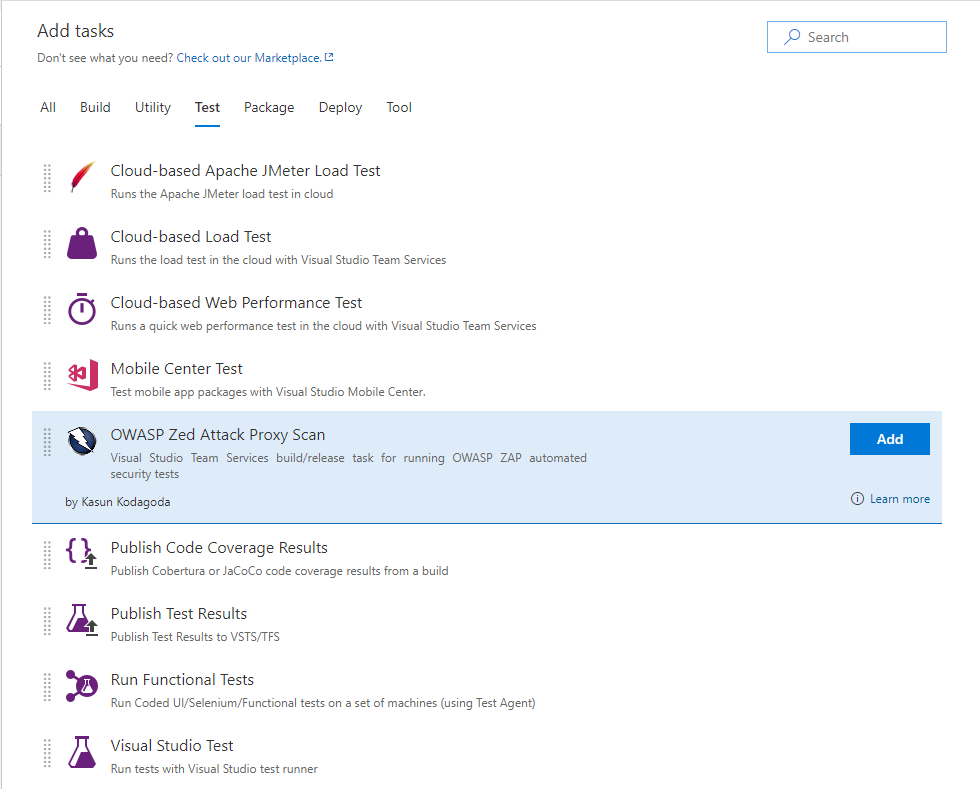 Add tasks
Search
Don't see what you need? Check out our Marketplace.
All Build Utility Test Package Deploy Tool
Cloud-based Apache JMeter Load Test
Runs the Apache JMeter load test in cloud
Cloud-based Load Test
Runs the load test in the cloud with Visual Studio Team Services
Cloud-based Web Performance Test
Runs a quick web performance test in the cloud with Visual Studio Team Services
Mobile Center Test
Test mobile app packages with Visual Studio Mobile Center.
OWASP Zed Attack Proxy Scan
Add
Visual Studio Team Services build/release task for running OWASP ZAP automated
security tests
by Kasun Kodagoda
Learn more
Publish Code Coverage Results
Publish Cobertura or JaCoCo code coverage results from a build
Publish Test Results
Publish Test Results to VSTS/TFS
Run Functional Tests
Run Coded UI/Selenium/Functional tests on a set of machines (using Test Agent)
Visual Studio Test
Run tests with Visual Studio test runner